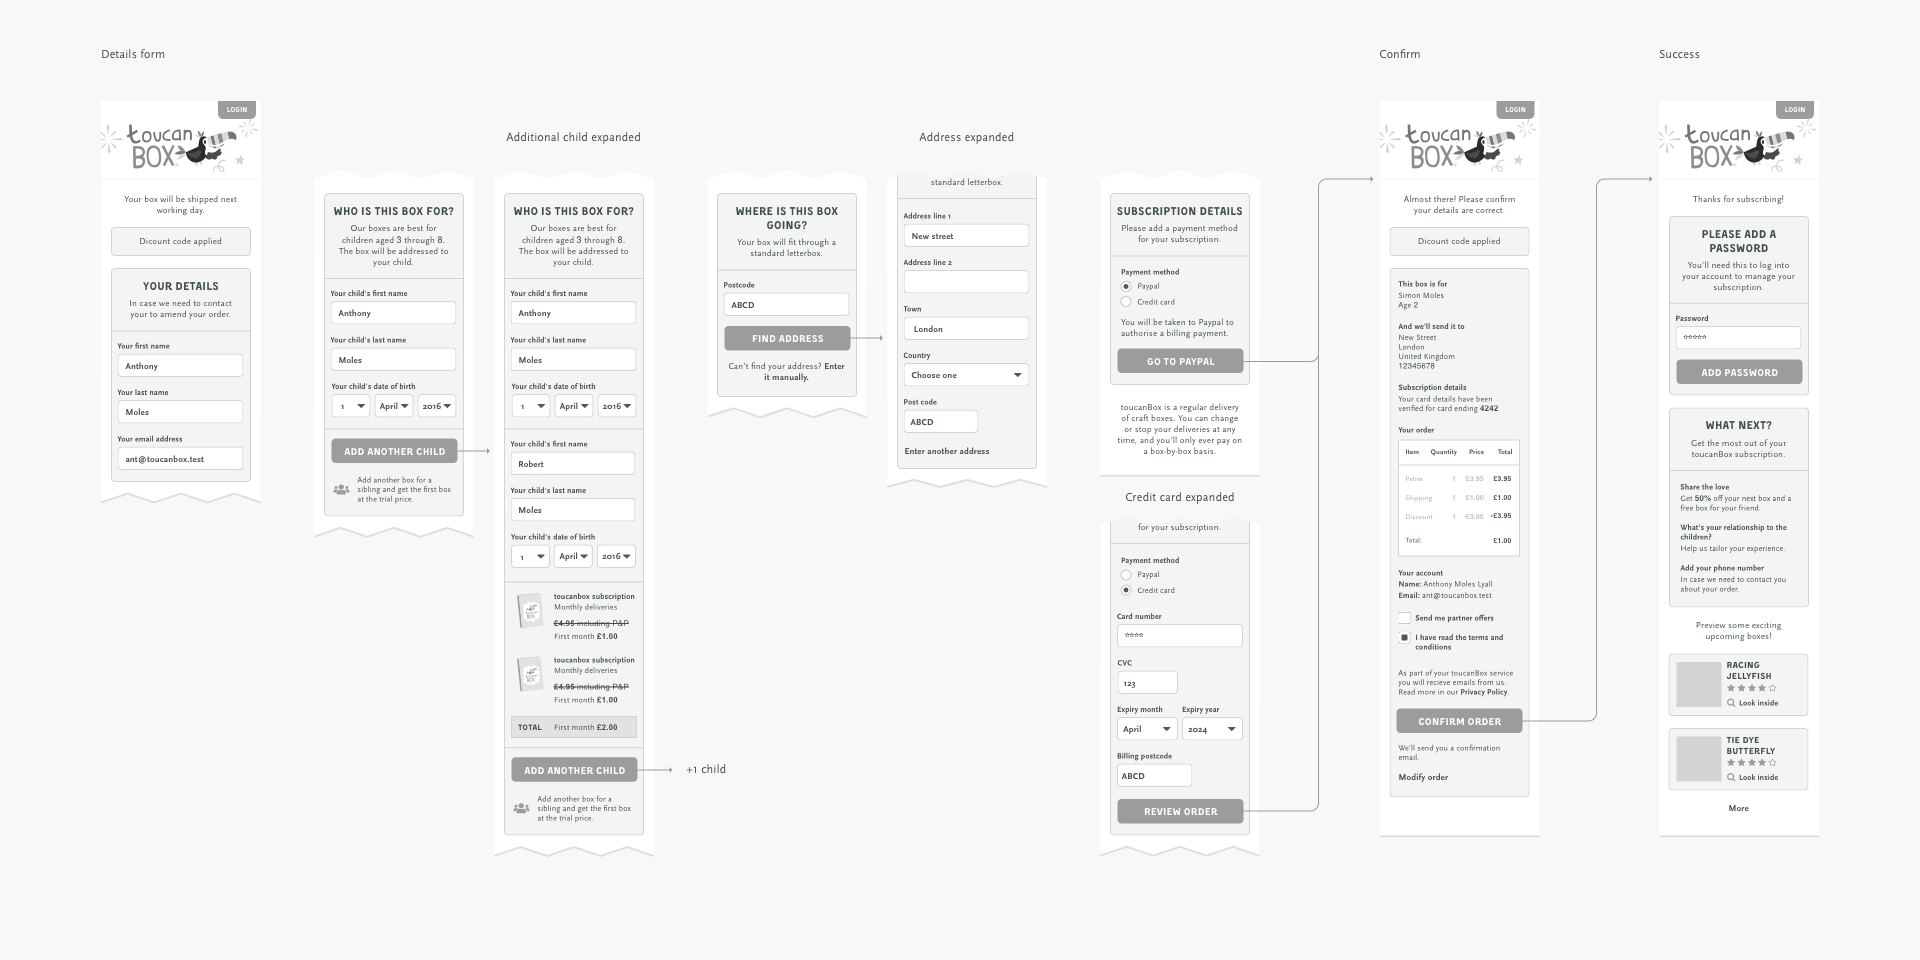 Details form
LOGIN
toucan
BOX
Your box will be shipped next
working day.
Dicount code applied
YOUR DETAILS
In case we need to contact
your to amend your order.
Your first name
Anthony
Your last name
Moles
Your email address
ant@toucanbox.test
WHO IS THIS BOX FOR?
Our boxes are best for
children aged 3 through 8.
The box will be addressed to
your child.
Your child's first name
Anthony
Your child's last name
Moles
Your child's date of birth
1 April 2016
ADD ANOTHER CHILD
Add another box for a
sibling and get the first box
at the trial price.
Additional child expanded
WHO IS THIS BOX FOR?
Our boxes are best for
children aged 3 through 8.
The box will be addressed to
your child.
Your child's first name
Anthony
Your child's last name
Moles
Your child's date of birth
1 April 2016
Your child's first name
Robert
Your child's last name
Moles
Your child's date of birth
1 April 2016
toucanbox subscription
Monthly deliveries
£4.95 including P&P
First month £1.00
toucanbox subscription
Monthly deliveries
£4.95 including P&P
First month £1.00
TOTAL First month £2.00
ADD ANOTHER CHILD
+1 child
Add another box for a
sibling and get the first box
at the trial price.
WHERE IS THIS BOX
GOING?
Your box will fit through a
standard letterbox.
Postcode
ABCD
FIND ADDRESS
Can't find your address? Enter
it manually.
Address expanded
standard letterbox.
Address line 1
New street
Address line 2
Town
London
Country
Choose one
Post code
ABCD
Enter another address
SUBSCRIPTION DETAILS
Please add a payment method
for your subscription.
Payment method
Paypal
Credit card
You will be taken to Paypal to
authorise a billing payment.
GO TO PAYPAL
toucanBox is a regular delivery
of craft boxes. You can change
or stop your deliveries at any
time, and you'll only ever pay on
a box-by-box basis.
Credit card expanded
for your subscription.
Payment method
Paypal
Credit card
Card number
****
CVC
123
Expiry month Expiry year
April 2024
Billing postcode
ABCD
REVIEW ORDER
Confirm
LOGIN
toucan
BOX
Almost there! Please confirm
your details are correct.
Dicount code applied
This box is for
Simon Moles
Age 2
And we'll send it to
New Street
London
United Kingdom
12345678
Subscription details
Your card details have been
verified for card ending 4242
Your order
Item Quantity Price Total
Petite 1 £3.95 £3.95
Shipping 1 £1.00 £1.00
Discount 1 -£3.95 -£3.95
Total: £1.00
Your account
Name: Anthony Moles Lyall
Email: ant@toucanbox.test
Send me partner offers
I have read the terms and
conditions
As part of your toucanBox service
you will recieve emails from us.
Read more in our Privacy Policy.
CONFIRM ORDER
We'll send you a confirmation
email.
Modify order
Success
LOGIN
toucan
BOX
Thanks for subscribing!
PLEASE ADD A
PASSWORD
You'll need this to log into
your account to manage your
subscription.
Password
*****
ADD PASSWORD
WHAT NEXT?
Get the most out of your
toucanBox subscription.
Share the love
Get 50% off your next box and a
free box for your friend.
What's your relationship to the
children?
Help us tailor your experience.
Add your phone number
In case we need to contact you
about your order.
Preview some exciting
upcoming boxes!
RACING
JELLYFISH
Look inside
TIE DYE
BUTTERFLY
Look inside
More